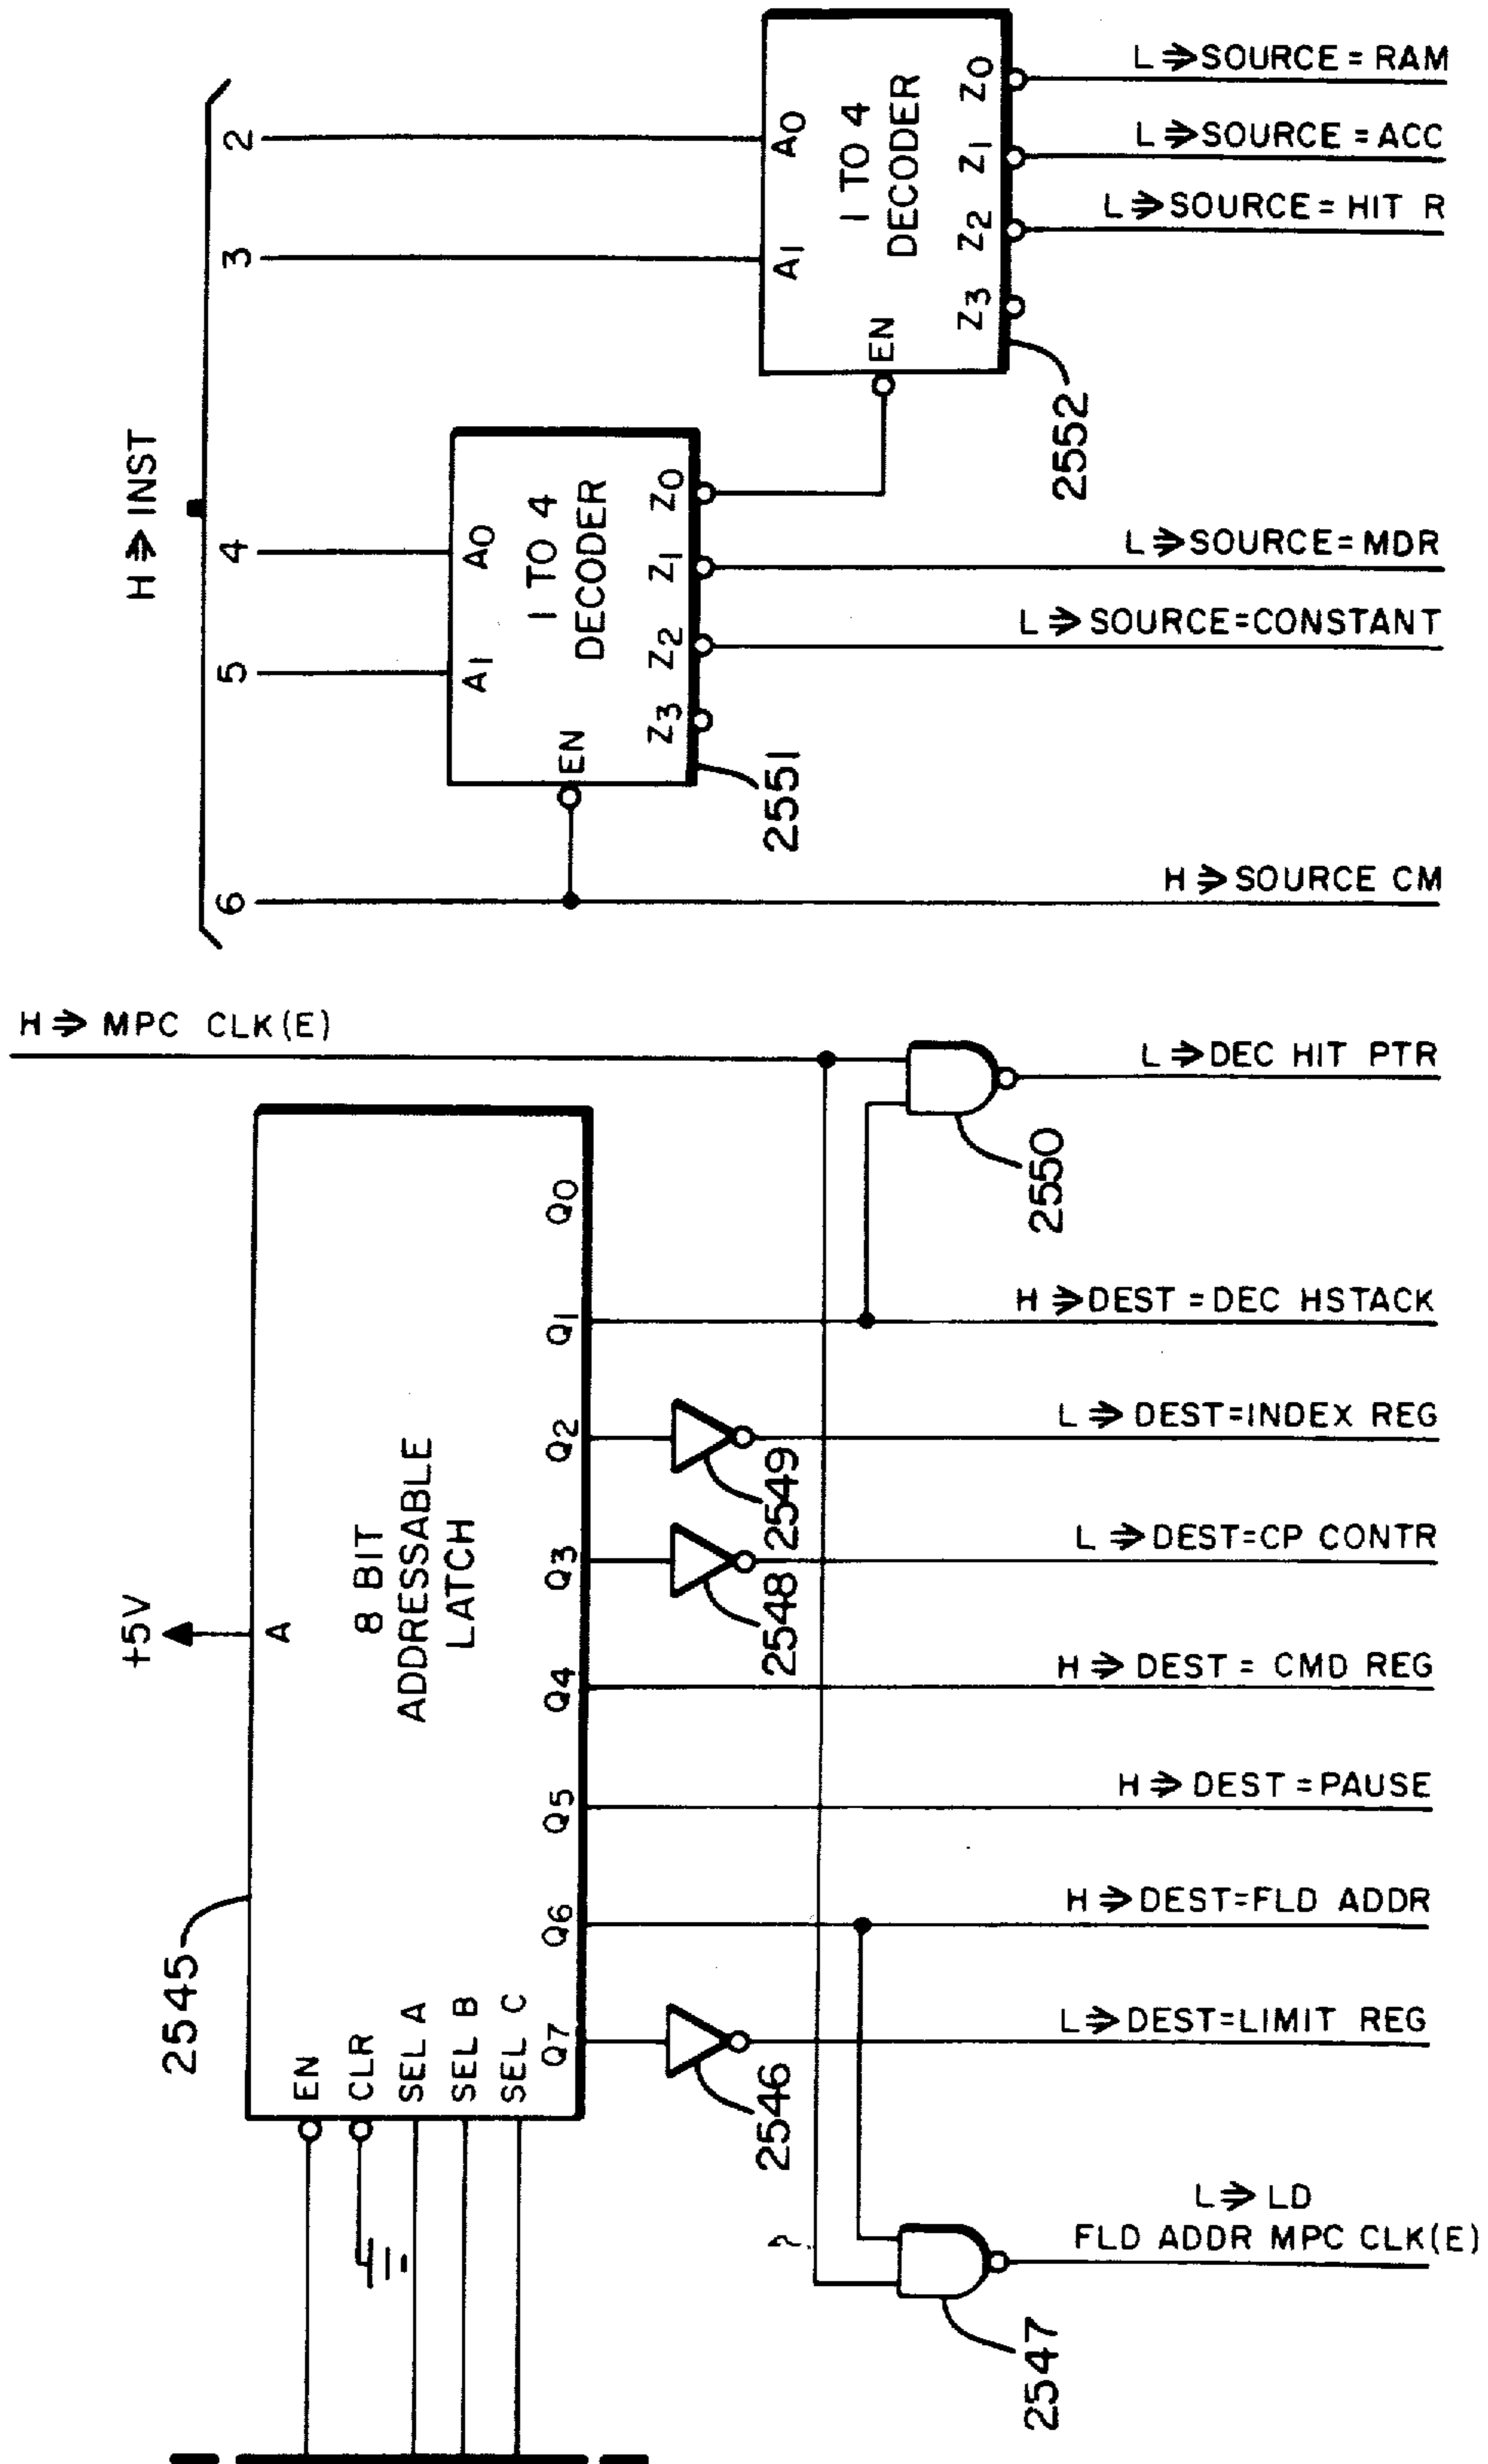 H ⇒ INST
2
3
4
5
6
A0
A1
EN
1 TO 4
DECODER
Z0
Z1
Z2
Z3
2552
L ⇒ SOURCE = RAM
L ⇒ SOURCE = ACC
L ⇒ SOURCE = HIT R
A0
A1
EN
1 TO 4
DECODER
Z0
Z1
Z2
Z3
2551
L ⇒ SOURCE=MDR
L ⇒ SOURCE=CONSTANT
H ⇒ SOURCE CM
H ⇒ MPC CLK(E)
L ⇒ DEC HIT PTR
2550
+5V
A
8 BIT
ADDRESSABLE
LATCH
2545
EN
CLR
SEL A
SEL B
SEL C
Q0
Q1
Q2
Q3
Q4
Q5
Q6
Q7
H ⇒ DEST = DEC HSTACK
2549
L ⇒ DEST=INDEX REG
2548
L ⇒ DEST=CP CONTR
H ⇒ DEST = CMD REG
H ⇒ DEST = PAUSE
H ⇒ DEST=FLD ADDR
2546
L ⇒ DEST=LIMIT REG
L ⇒ LD
FLD ADDR MPC CLK(E)
2547